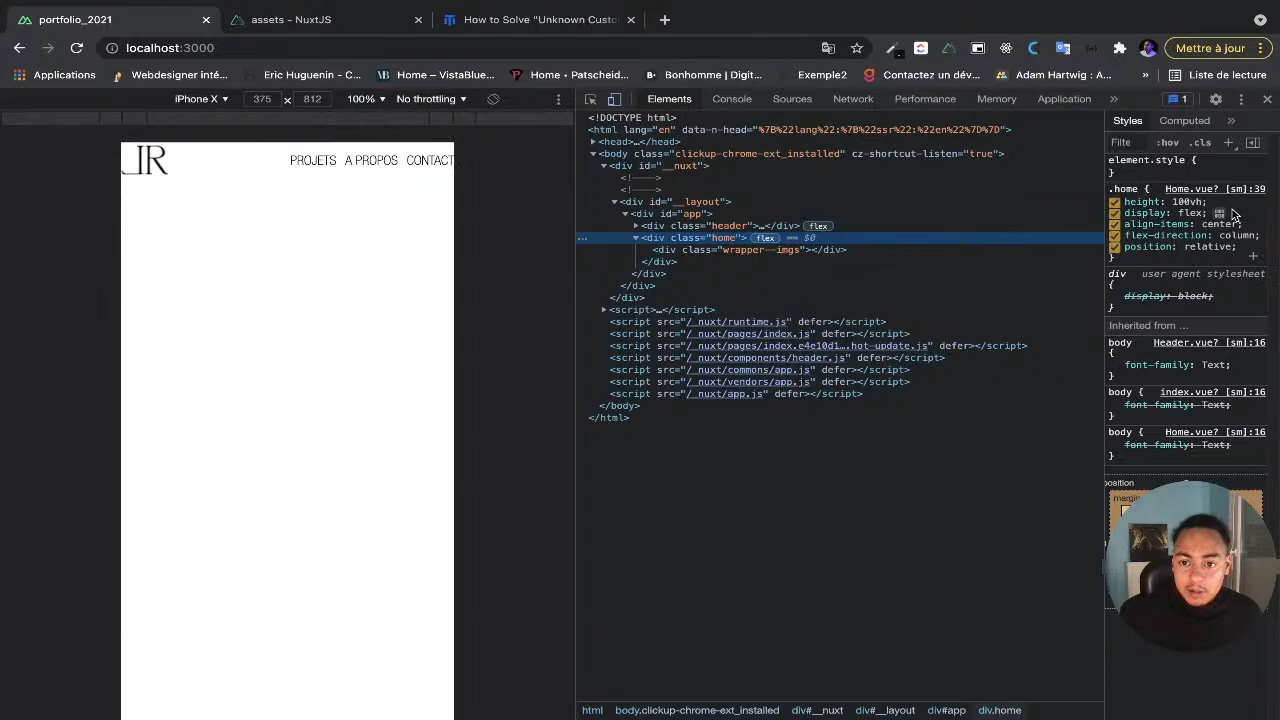 portfolio_2021
assets - NuxtJS
How to Solve "Unknown Custo
localhost:3000
Mettre à jour
Applications
Webdesigner inté...
Eric Huguenin - C...
Home – VistaBlue...
Home • Patscheid...
Bonhomme | Digit...
Exemple2
Contactez un dév...
Adam Hartwig : A...
»
Liste de lecture
iPhone X ▾ 375 × 812 100% ▾ No throttling ▾
Elements Console Sources Network Performance Memory Application » 1
JR PROJETS A PROPOS CONTACT
<!DOCTYPE html>
<html lang="en" data-n-head="%7B%22lang%22:%7B%22ssr%22:%22en%22%7D%7D">
▶<head>…</head>
▼<body class="clickup-chrome-ext_installed" cz-shortcut-listen="true">
▼<div id="__nuxt">
<!---->
<!---->
▼<div id="__layout">
▼<div id="app">
▶<div class="header">…</div> flex
… ▼<div class="home"> flex == $0
<div class="wrapper--imgs"></div>
</div>
</div>
</div>
</div>
▶<script>…</script>
<script src="/_nuxt/runtime.js" defer></script>
<script src="/_nuxt/pages/index.js" defer></script>
<script src="/_nuxt/pages/index.e4e10d1….hot-update.js" defer></script>
<script src="/_nuxt/components/header.js" defer></script>
<script src="/_nuxt/commons/app.js" defer></script>
<script src="/_nuxt/vendors/app.js" defer></script>
<script src="/_nuxt/app.js" defer></script>
</body>
</html>
html body.clickup-chrome-ext_installed div#__nuxt div#__layout div#app div.home
Styles Computed »
Filte :hov .cls +
element.style {
}
.home { Home.vue? [sm]:39
height: 100vh;
display: flex;
align-items: center;
flex-direction: column;
position: relative;
}
div user agent stylesheet
{
display: block;
}
Inherited from ...
body Header.vue? [sm]:16
{
font-family: Text;
}
body { index.vue? [sm]:16
font-family: Text;
}
body { Home.vue? [sm]:16
font-family: Text;
}
position
margin